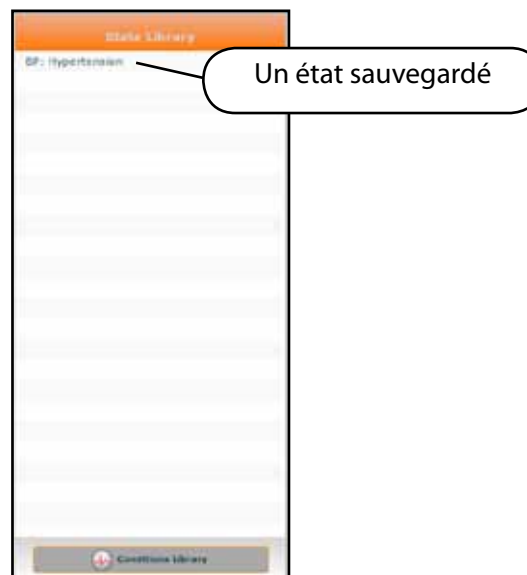 State Library
BP: Hypertension
Un état sauvegardé
Conditions Library